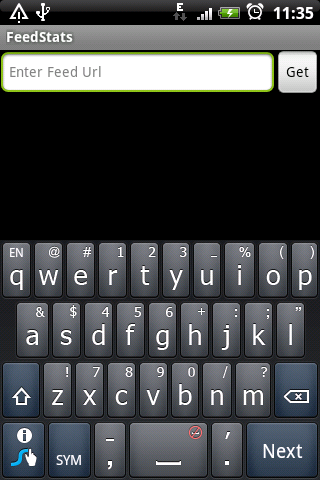 E 11:35
FeedStats
Enter Feed Url Get
EN @ # 1 2 3 _ % ( )
q w e r t y u i o p
& $ 4 5 6 + : ; "
a s d f g h j k l
! 7 8 9 0 / ?
z x c v b n m
SYM - , ' . Next